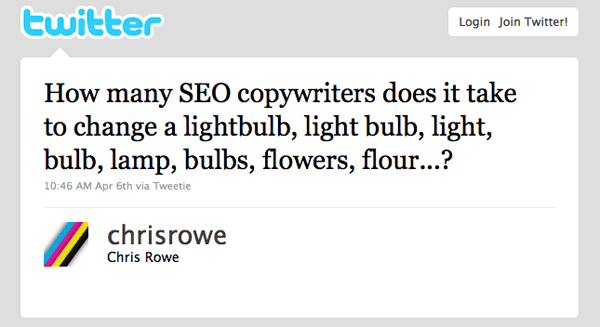 twitter
Login Join Twitter!
How many SEO copywriters does it take
to change a lightbulb, light bulb, light,
bulb, lamp, bulbs, flowers, flour...?
10:46 AM Apr 6th via Tweetie
chrisrowe
Chris Rowe